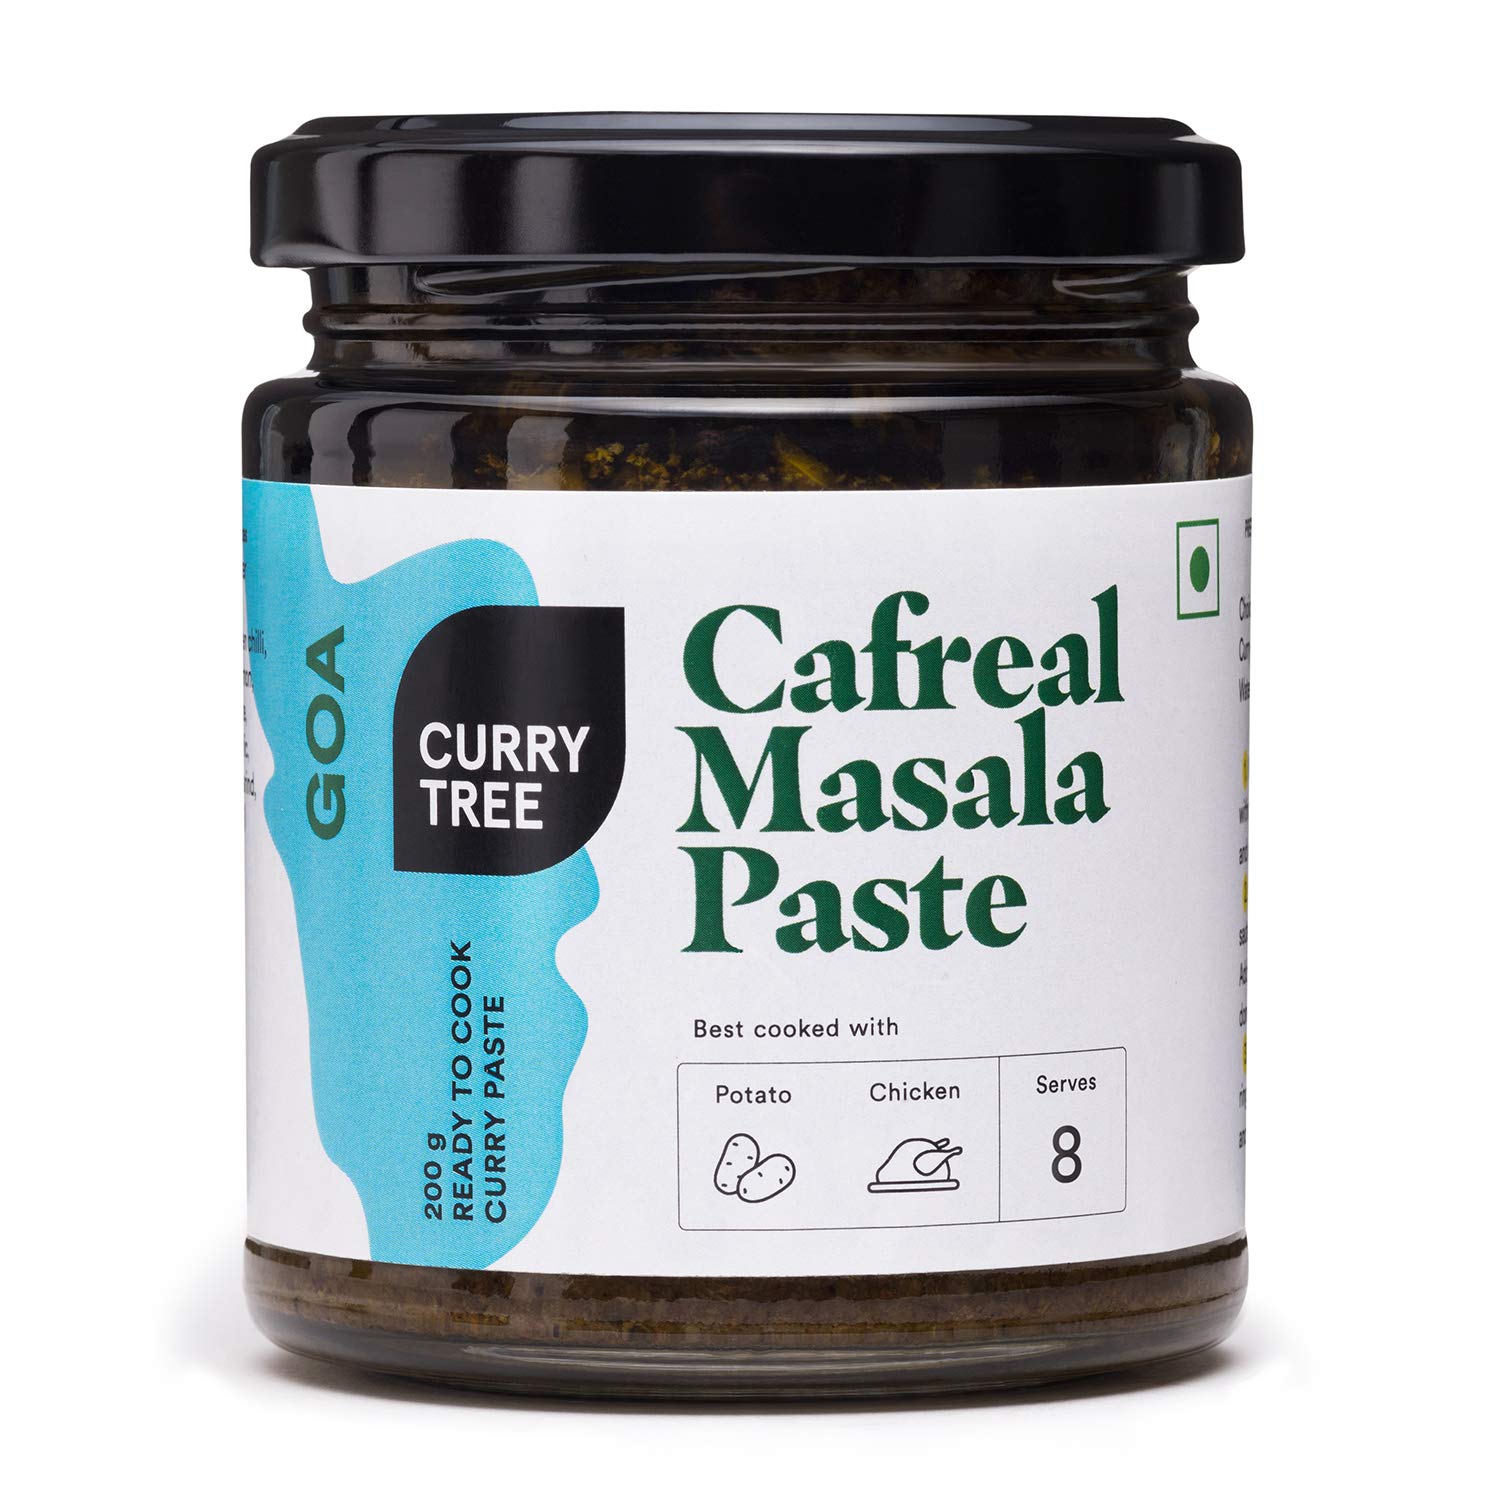 GOA
CURRY
TREE
200 g
READY TO COOK
CURRY PASTE
Cafreal
Masala
Paste
Best cooked with
Potato
Chicken
Serves
8
chilli,